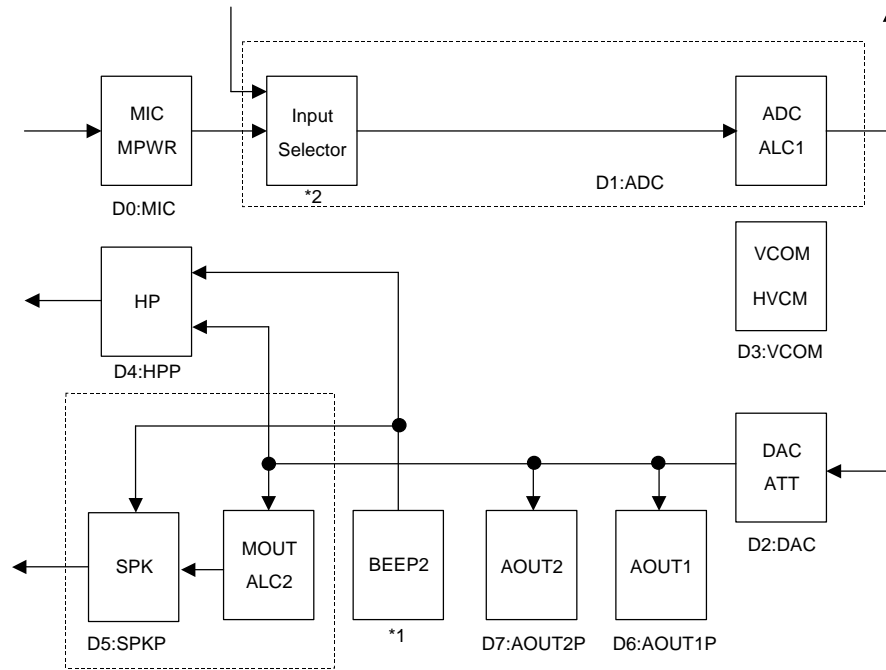 MIC
MPWR
D0:MIC
Input
Selector
*2
D1:ADC
ADC
ALC1
HP
D4:HPP
VCOM
HVCM
D3:VCOM
DAC
ATT
D2:DAC
SPK
D5:SPKP
MOUT
ALC2
BEEP2
*1
AOUT2
D7:AOUT2P
AOUT1
D6:AOUT1P